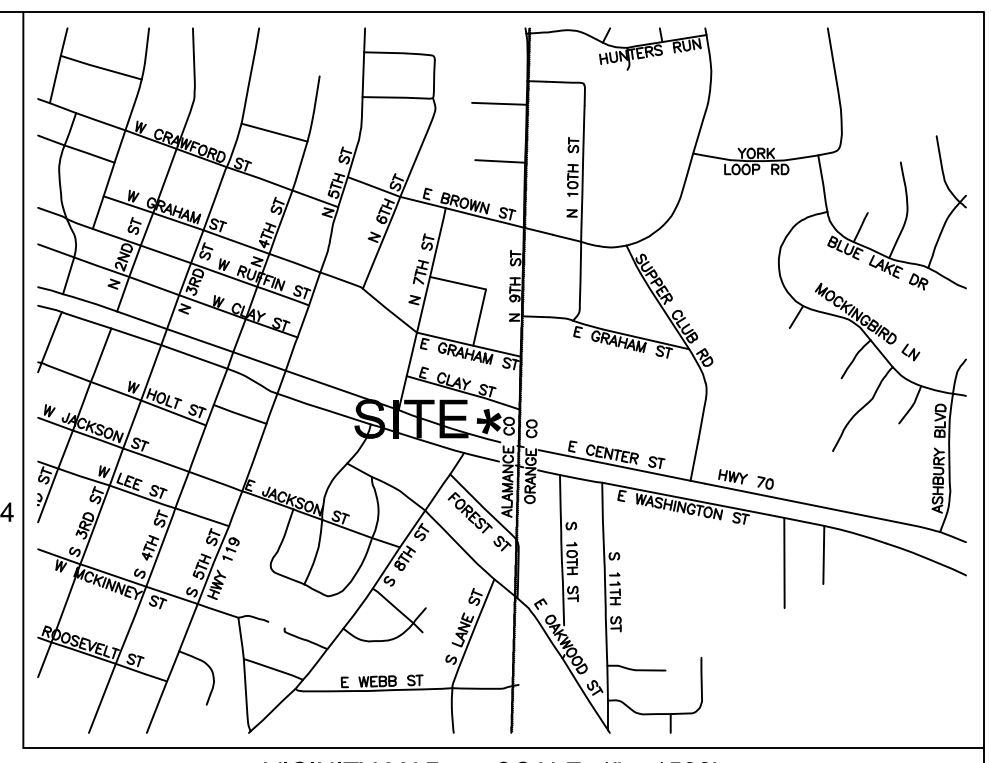 HUNTERS RUN
W CRAWFORD ST
YORK
LOOP RD
N 5TH ST
N 10TH ST
N 6TH ST
E BROWN ST
W GRAHAM ST
N 4TH ST
N 2ND ST
N 3RD ST
W RUFFIN ST
W CLAY ST
N 7TH ST
N 9TH ST
SUPPER CLUB RD
BLUE LAKE DR
MOCKINGBIRD LN
E GRAHAM ST
E GRAHAM ST
E CLAY ST
W HOLT ST
SITE*
W JACKSON ST
ALAMANCE CO
ORANGE CO
E CENTER ST
HWY 70
ASHBURY BLVD
W LEE ST
E JACKSON ST
E WASHINGTON ST
4
S 3RD ST
S 4TH ST
S 5TH ST
HWY 119
FOREST ST
S 8TH ST
S 10TH ST
S 11TH ST
W MCKINNEY ST
S LANE ST
E OAKWOOD ST
ROOSEVELT ST
E WEBB ST